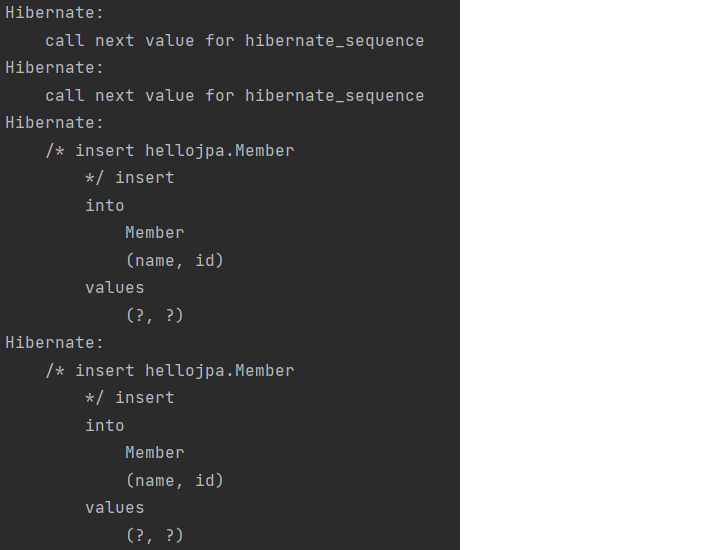 Hibernate:
    call next value for hibernate_sequence
Hibernate:
    call next value for hibernate_sequence
Hibernate:
    /* insert hellojpa.Member
        */ insert
        into
            Member
            (name, id)
        values
            (?, ?)
Hibernate:
    /* insert hellojpa.Member
        */ insert
        into
            Member
            (name, id)
        values
            (?, ?)